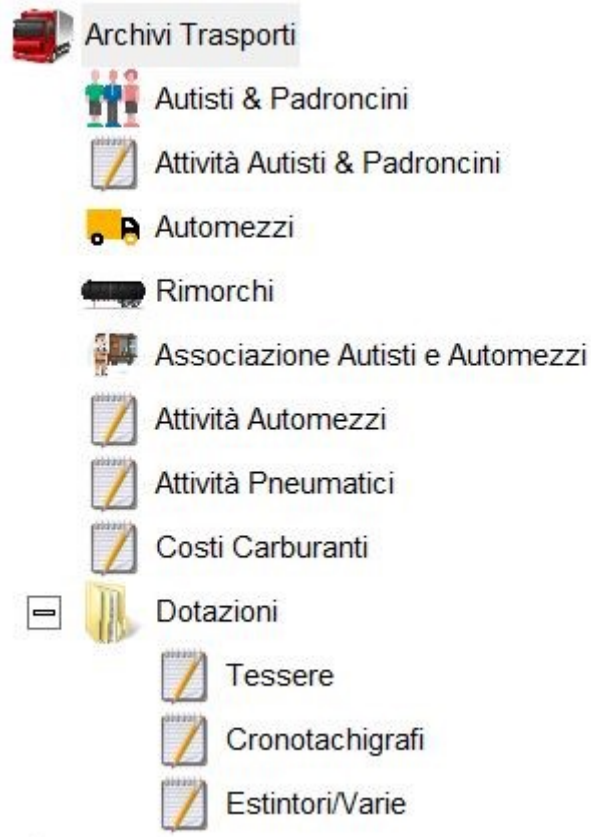 Archivi Trasporti
Autisti & Padroncini
Attività Autisti & Padroncini
Automezzi
Rimorchi
Associazione Autisti e Automezzi
Attività Automezzi
Attività Pneumatici
Costi Carburanti
Dotazioni
Tessere
Cronotachigrafi
Estintori/Varie